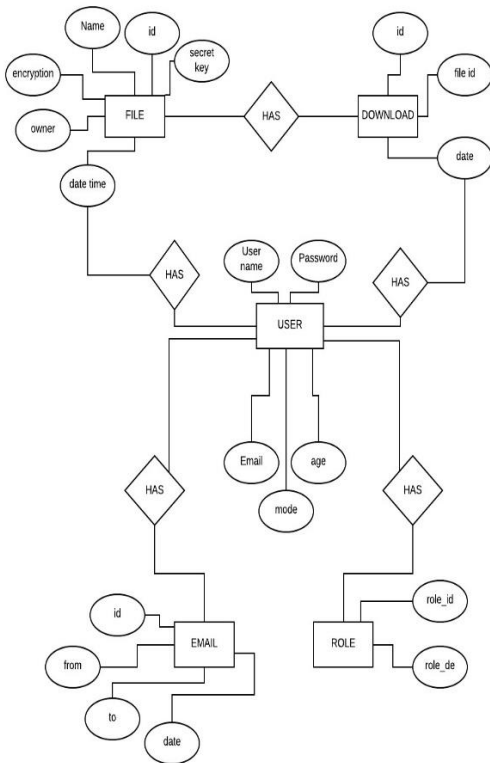 Name
id
secret
key
encryption
owner
FILE
date time
HAS
id
file id
DOWNLOAD
date
HAS
User
name
Password
HAS
USER
Email
age
mode
HAS
HAS
id
from
to
EMAIL
date
role_id
ROLE
role_de